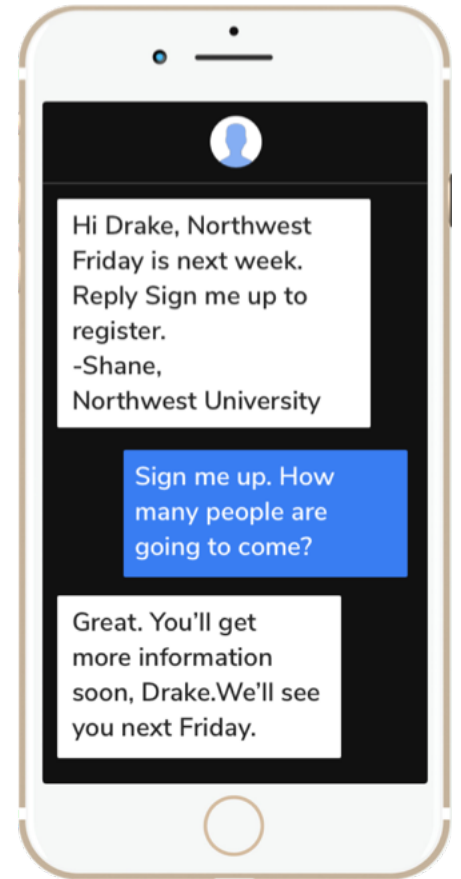 Hi Drake, Northwest
Friday is next week.
Reply Sign me up to
register.
-Shane,
Northwest University
Sign me up. How
many people are
going to come?
Great. You’ll get
more information
soon, Drake.We’ll see
you next Friday.